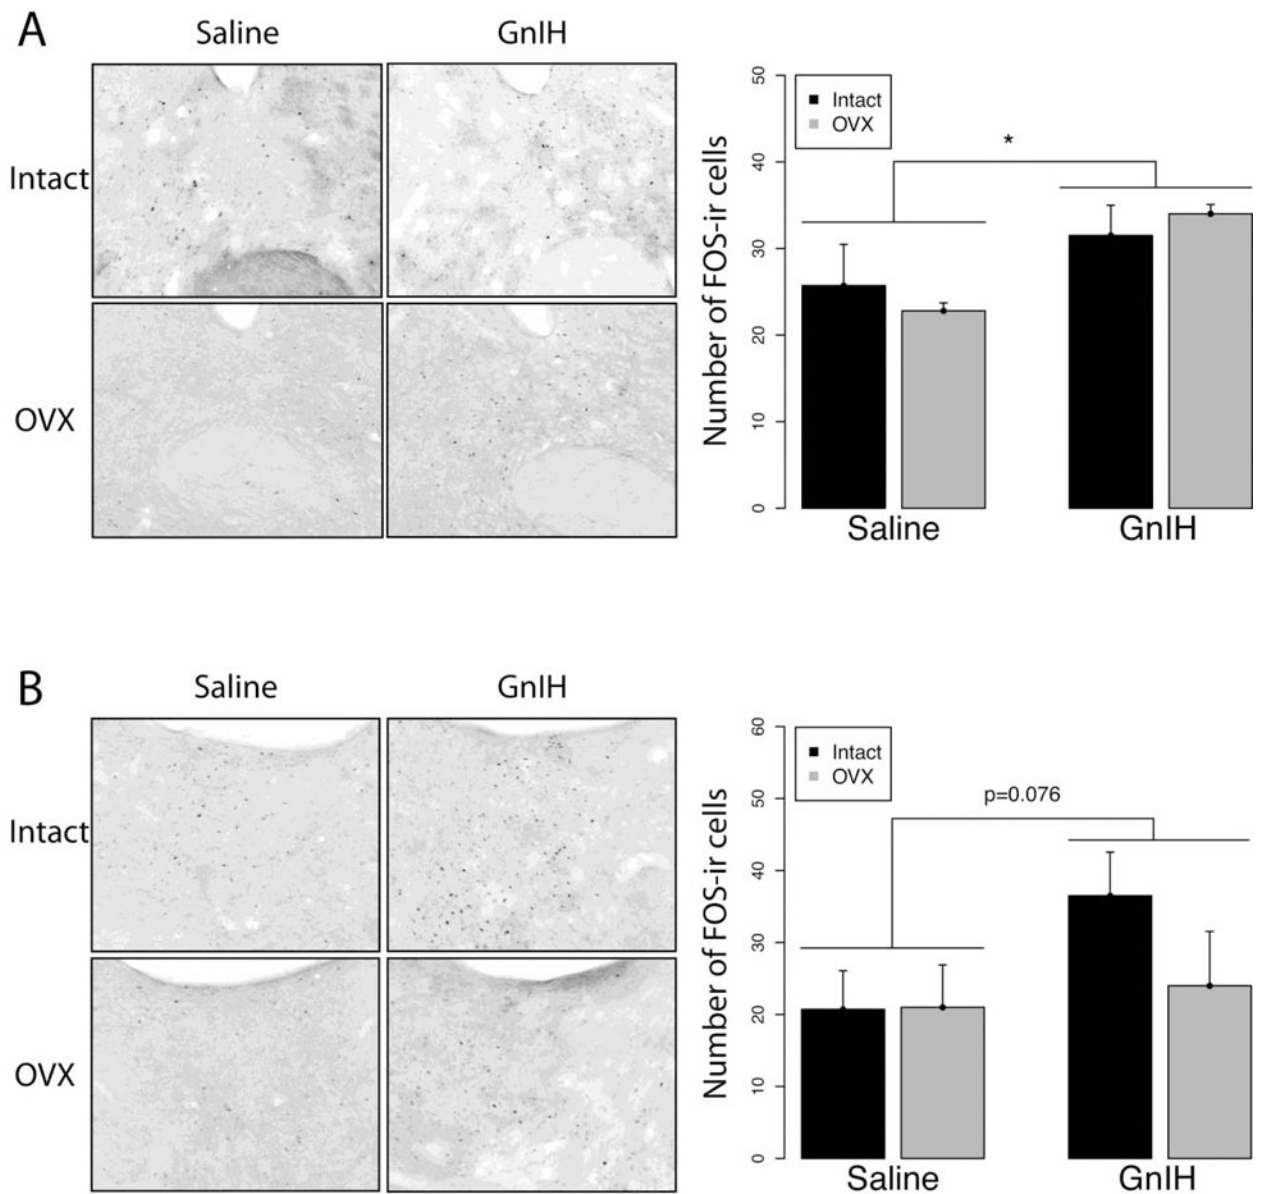 A
Saline
GnIH
Intact
OVX
Number of FOS-ir cells
50
40
30
20
10
0
Intact
OVX
*
Saline
GnIH
B
Saline
GnIH
Intact
OVX
Number of FOS-ir cells
60
50
40
30
20
10
0
Intact
OVX
p=0.076
Saline
GnIH